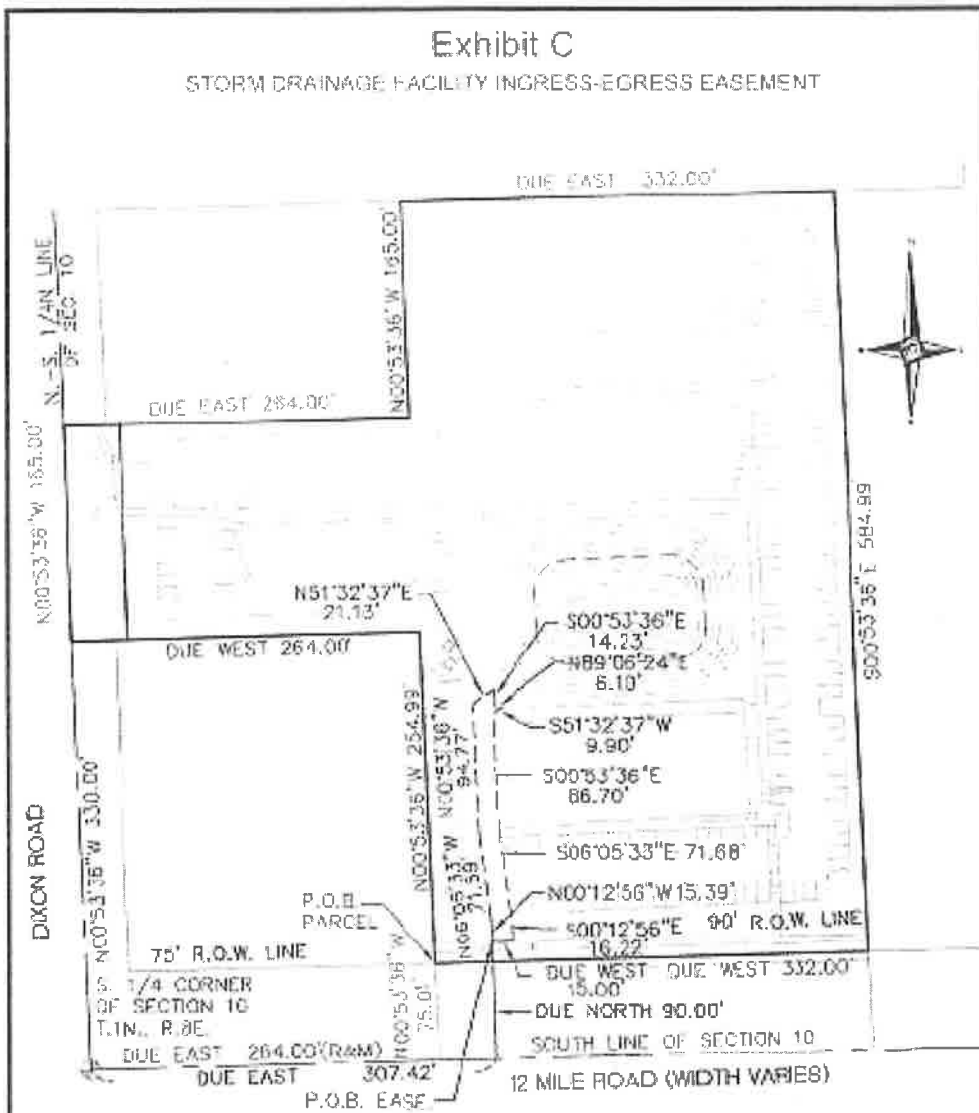 Exhibit C
STORM DRAINAGE FACILITY INGRESS-EGRESS EASEMENT
DUE EAST 332.00'
N.-S. 1/4 LINE
OF SEC. 10
N00°53'36"W 165.00'
DUE EAST 264.00'
N00°53'36"W 165.00'
S00°53'36"E 584.99
N51°32'37"E
21.13'
S00°53'36"E
14.23'
N89°06'24"E
6.10'
DUE WEST 264.00'
S51°32'37"W
9.90'
N00°53'36"W 254.99
N00°53'36"W
94.77'
S00°53'36"E
86.70'
N00°53'36"W 330.00'
DIXON ROAD
S06°05'33"E 71.68'
N06°05'33"W
71.59
N00°12'56"W 15.39'
P.O.B.
PARCEL
S00°12'56"E
16.22'
90' R.O.W. LINE
75' R.O.W. LINE
DUE WEST
15.00'
DUE WEST 332.00'
S. 1/4 CORNER
OF SECTION 10
T.1N., R.8E.
N00°53'36"W
75.0'
DUE NORTH 90.00'
DUE EAST 264.00'(R&M)
SOUTH LINE OF SECTION 10
DUE EAST 307.42'
12 MILE ROAD (WIDTH VARIES)
P.O.B. EASE.